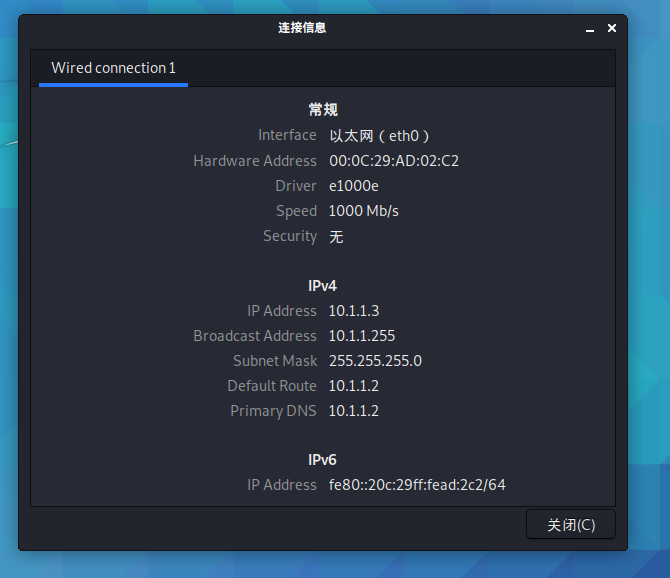 连接信息
Wired connection 1
常规
Interface 以太网（eth0）
Hardware Address 00:0C:29:AD:02:C2
Driver e1000e
Speed 1000 Mb/s
Security 无
IPv4
IP Address 10.1.1.3
Broadcast Address 10.1.1.255
Subnet Mask 255.255.255.0
Default Route 10.1.1.2
Primary DNS 10.1.1.2
IPv6
IP Address fe80::20c:29ff:fead:2c2/64
关闭(C)